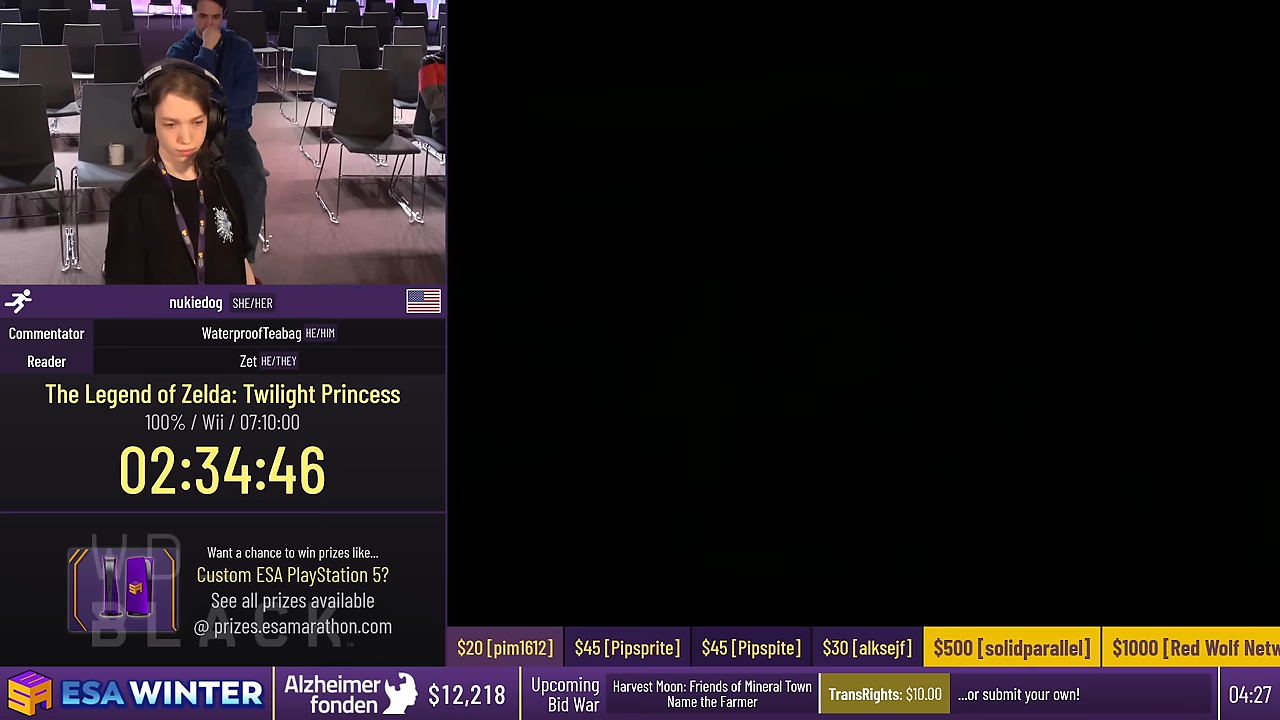 nukiedog SHE/HER
Commentator WaterproofTeabag HE/HIM
Reader Zet HE/THEY
The Legend of Zelda: Twilight Princess
100% / Wii / 07:10:00
02:34:46
WD
BLACK™
Want a chance to win prizes like...
Custom ESA PlayStation 5?
See all prizes available
@ prizes.esamarathon.com
$20 [pim1612] $45 [Pipsprite] $45 [Pipspite] $30 [alksejf] $500 [solidparallel] $1000 [Red Wolf Netw
ESA WINTER
Alzheimer
fonden
$12,218
Upcoming
Bid War
Harvest Moon: Friends of Mineral Town
Name the Farmer
TransRights: $10.00
...or submit your own!
04:27